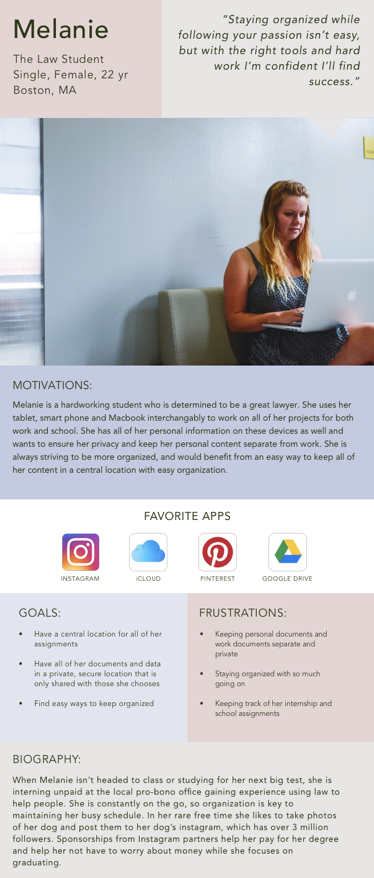 Melanie
The Law Student
Single, Female, 22 yr
Boston, MA
“Staying organized while
following your passion isn’t easy,
but with the right tools and hard
work I’m confident I’ll find
success.”
MOTIVATIONS:
Melanie is a hardworking student who is determined to be a great lawyer. She uses her
tablet, smart phone and Macbook interchangably to work on all of her projects for both
work and school. She has all of her personal information on these devices as well and
wants to ensure her privacy and keep her personal content separate from work. She is
always striving to be more organized, and would benefit from an easy way to keep all of
her content in a central location with easy organization.
FAVORITE APPS
INSTAGRAM
iCLOUD
PINTEREST
GOOGLE DRIVE
GOALS:
• Have a central location for all of her
assignments
• Have all of her documents and data
in a private, secure location that is
only shared with those she chooses
• Find easy ways to keep organized
FRUSTRATIONS:
• Keeping personal documents and
work documents separate and
private
• Staying organized with so much
going on
• Keeping track of her internship and
school assignments
BIOGRAPHY:
When Melanie isn’t headed to class or studying for her next big test, she is
interning unpaid at the local pro-bono office gaining experience using law to
help people. She is constantly on the go, so organization is key to
maintaining her busy schedule. In her rare free time she likes to take photos
of her dog and post them to her dog’s instagram, which has over 3 million
followers. Sponsorships from Instagram partners help her pay for her degree
and help her not have to worry about money while she focuses on
graduating.